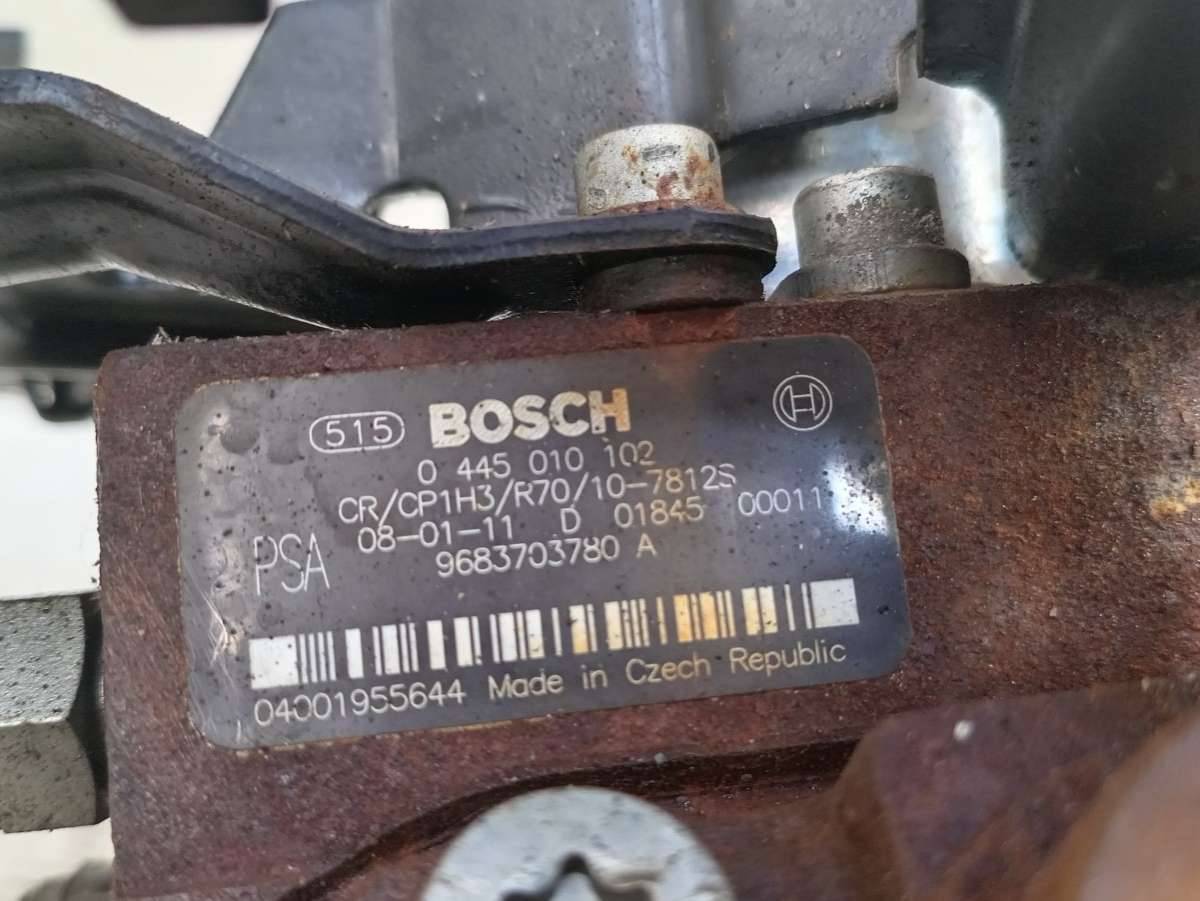 515 BOSCH
0 445 010 102
CR/CP1H3/R70/10-7812S
PSA 08-01-11 D 01845
9683703780 A
04001955644 Made in Czech Republic